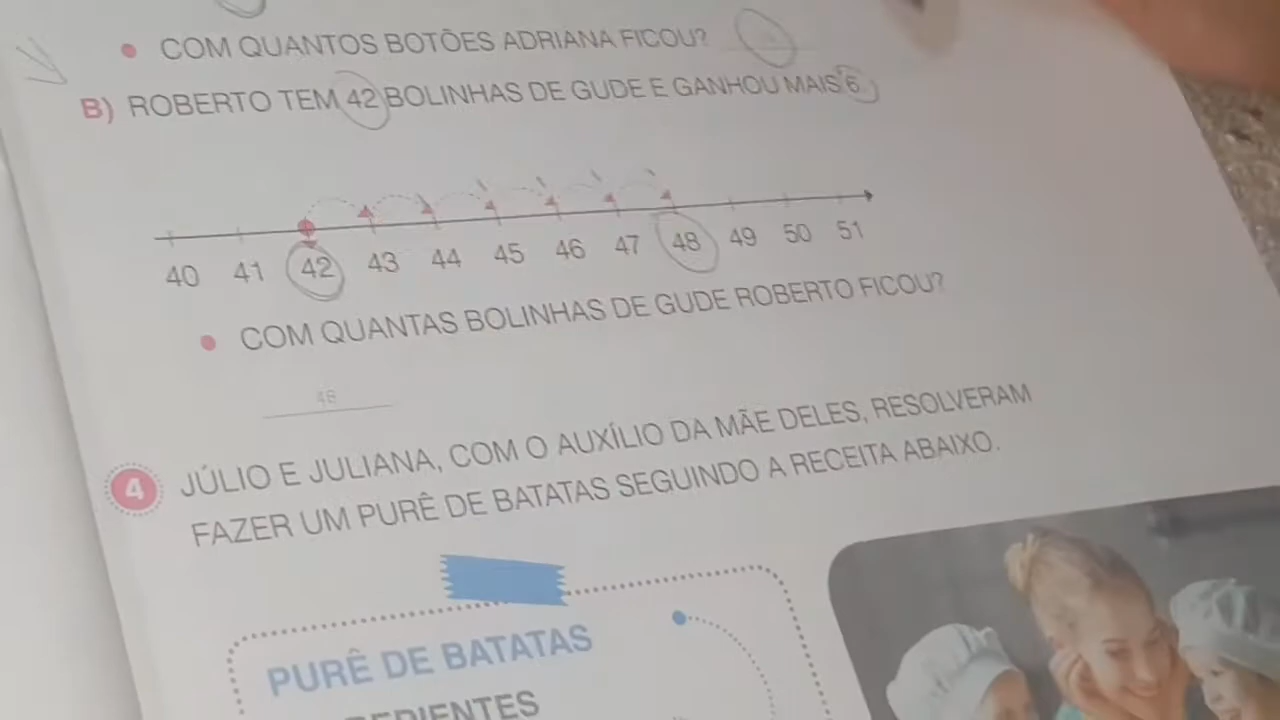 COM QUANTOS BOTÕES ADRIANA FICOU?
B) ROBERTO TEM 42 BOLINHAS DE GUDE E GANHOU MAIS 6
40 41 42 43 44 45 46 47 48 49 50 51
COM QUANTAS BOLINHAS DE GUDE ROBERTO FICOU?
48
4 JÚLIO E JULIANA, COM O AUXÍLIO DA MÃE DELES, RESOLVERAM
FAZER UM PURÊ DE BATATAS SEGUINDO A RECEITA ABAIXO.
PURÊ DE BATATAS